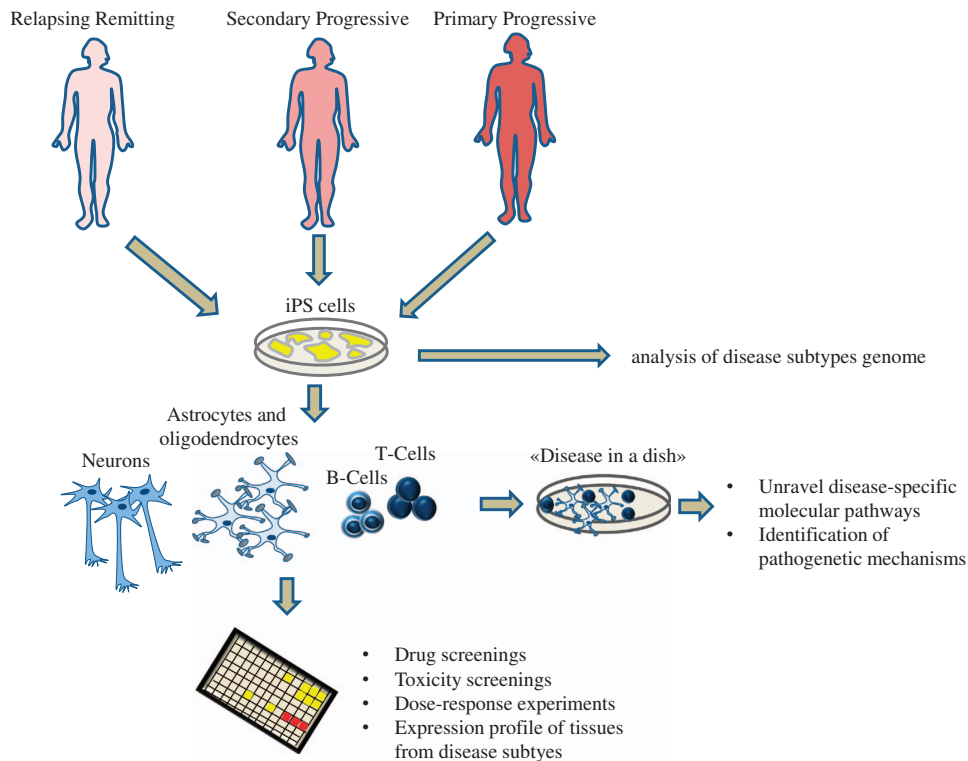 Relapsing Remitting
Secondary Progressive
Primary Progressive
iPS cells
analysis of disease subtypes genome
Astrocytes and
oligodendrocytes
Neurons
T-Cells
B-Cells
«Disease in a dish»
• Unravel disease-specific
molecular pathways
• Identification of
pathogenetic mechanisms
• Drug screenings
• Toxicity screenings
• Dose-response experiments
• Expression profile of tissues
from disease subtyes